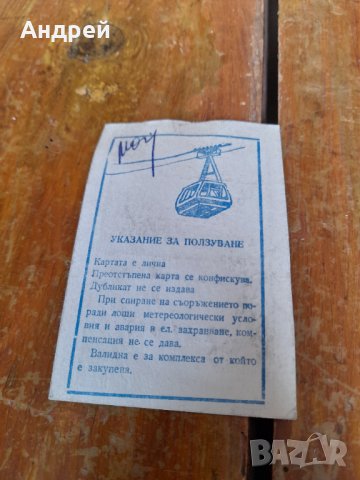 Андрей
УКАЗАНИЕ ЗА ПОЛЗУВАНЕ
Картата е лична
Преотстъпена карта се конфискува.
Дубликат не се издава
При спиране на съоръжението по-
ради лоши метереологически усло-
вия и авария в ел. захранване, ком-
пенсация не се дава.
Валидна е за комплекса от който
е закупена.
BAZAR